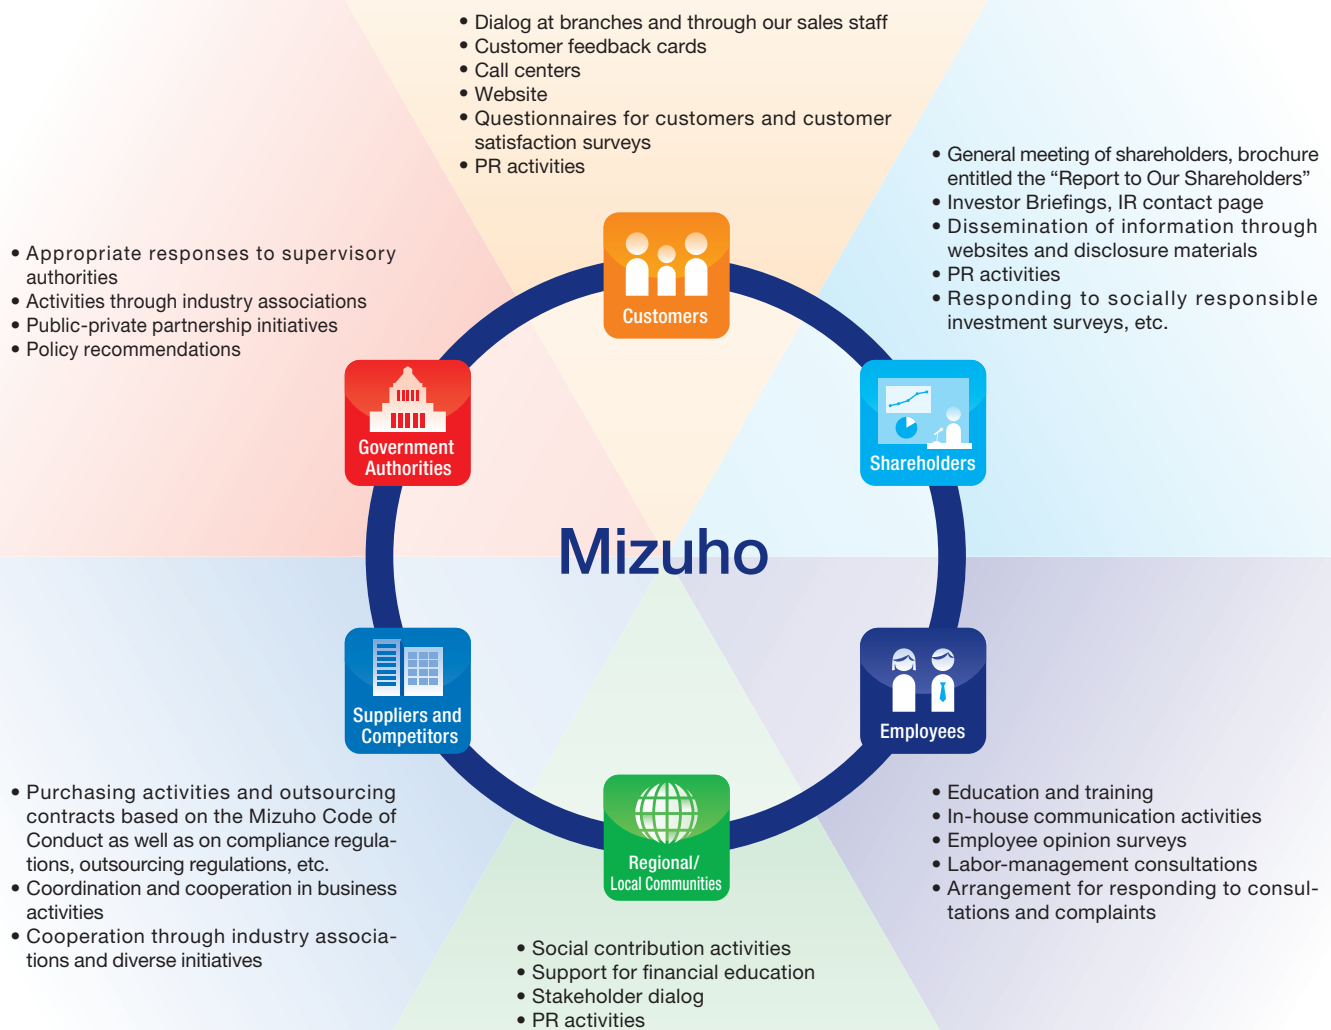 • Dialog at branches and through our sales staff
• Customer feedback cards
• Call centers
• Website
• Questionnaires for customers and customer
satisfaction surveys
• PR activities
• General meeting of shareholders, brochure
entitled the “Report to Our Shareholders”
• Investor Briefings, IR contact page
• Dissemination of information through
websites and disclosure materials
• PR activities
• Responding to socially responsible
investment surveys, etc.
• Appropriate responses to supervisory
authorities
• Activities through industry associations
• Public-private partnership initiatives
• Policy recommendations
Customers
Government
Authorities
Shareholders
Mizuho
Suppliers and
Competitors
Employees
Regional/
Local Communities
• Purchasing activities and outsourcing
contracts based on the Mizuho Code of
Conduct as well as on compliance regula-
tions, outsourcing regulations, etc.
• Coordination and cooperation in business
activities
• Cooperation through industry associa-
tions and diverse initiatives
• Education and training
• In-house communication activities
• Employee opinion surveys
• Labor-management consultations
• Arrangement for responding to consul-
tations and complaints
• Social contribution activities
• Support for financial education
• Stakeholder dialog
• PR activities